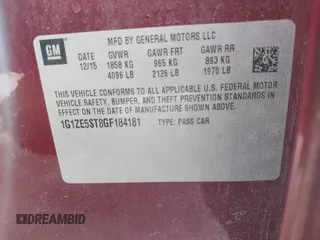 GM
MFD BY GENERAL MOTORS LLC
DATE GVWR GAWR FRT GAWR RR
12/15 1858 KG 965 KG 893 KG
4096 LB 2126 LB 1970 LB
THIS VEHICLE CONFORMS TO ALL APPLICABLE U.S. FEDERAL MOTOR
VEHICLE SAFETY, BUMPER, AND THEFT PREVENTION STANDARDS
IN EFFECT ON THE DATE OF MANUFACTURE SHOWN ABOVE.
1G1ZE5ST8GF184181 TYPE: PASS CAR
DREAMBID